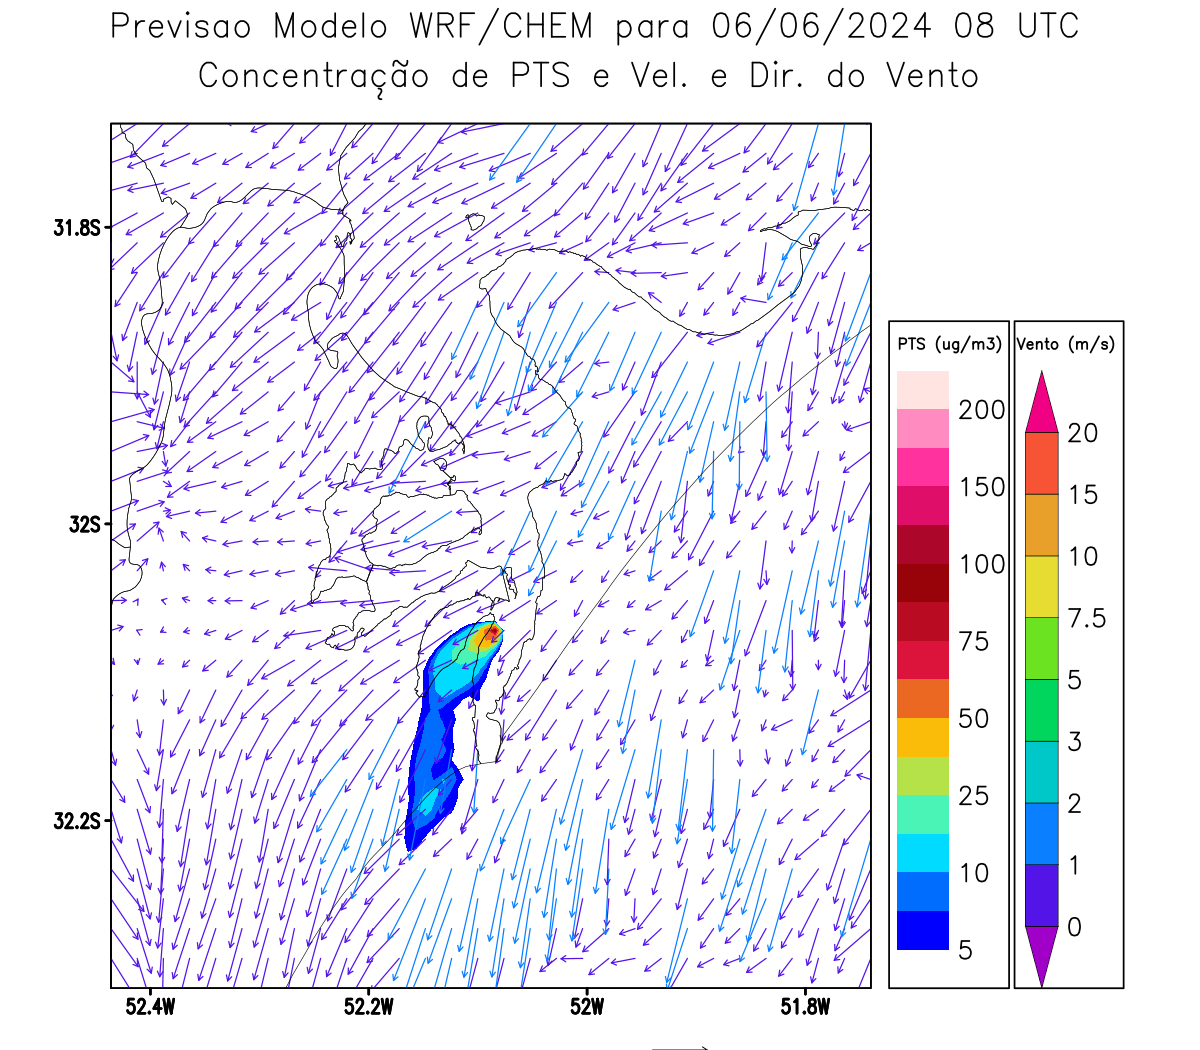 Previsao Modelo WRF/CHEM para 06/06/2024 08 UTC
Concentração de PTS e Vel. e Dir. do Vento
31.8S
32S
32.2S
52.4W
52.2W
52W
51.8W
PTS (ug/m3)
200
150
100
75
50
25
10
5
Vento (m/s)
20
15
10
7.5
5
3
2
1
0